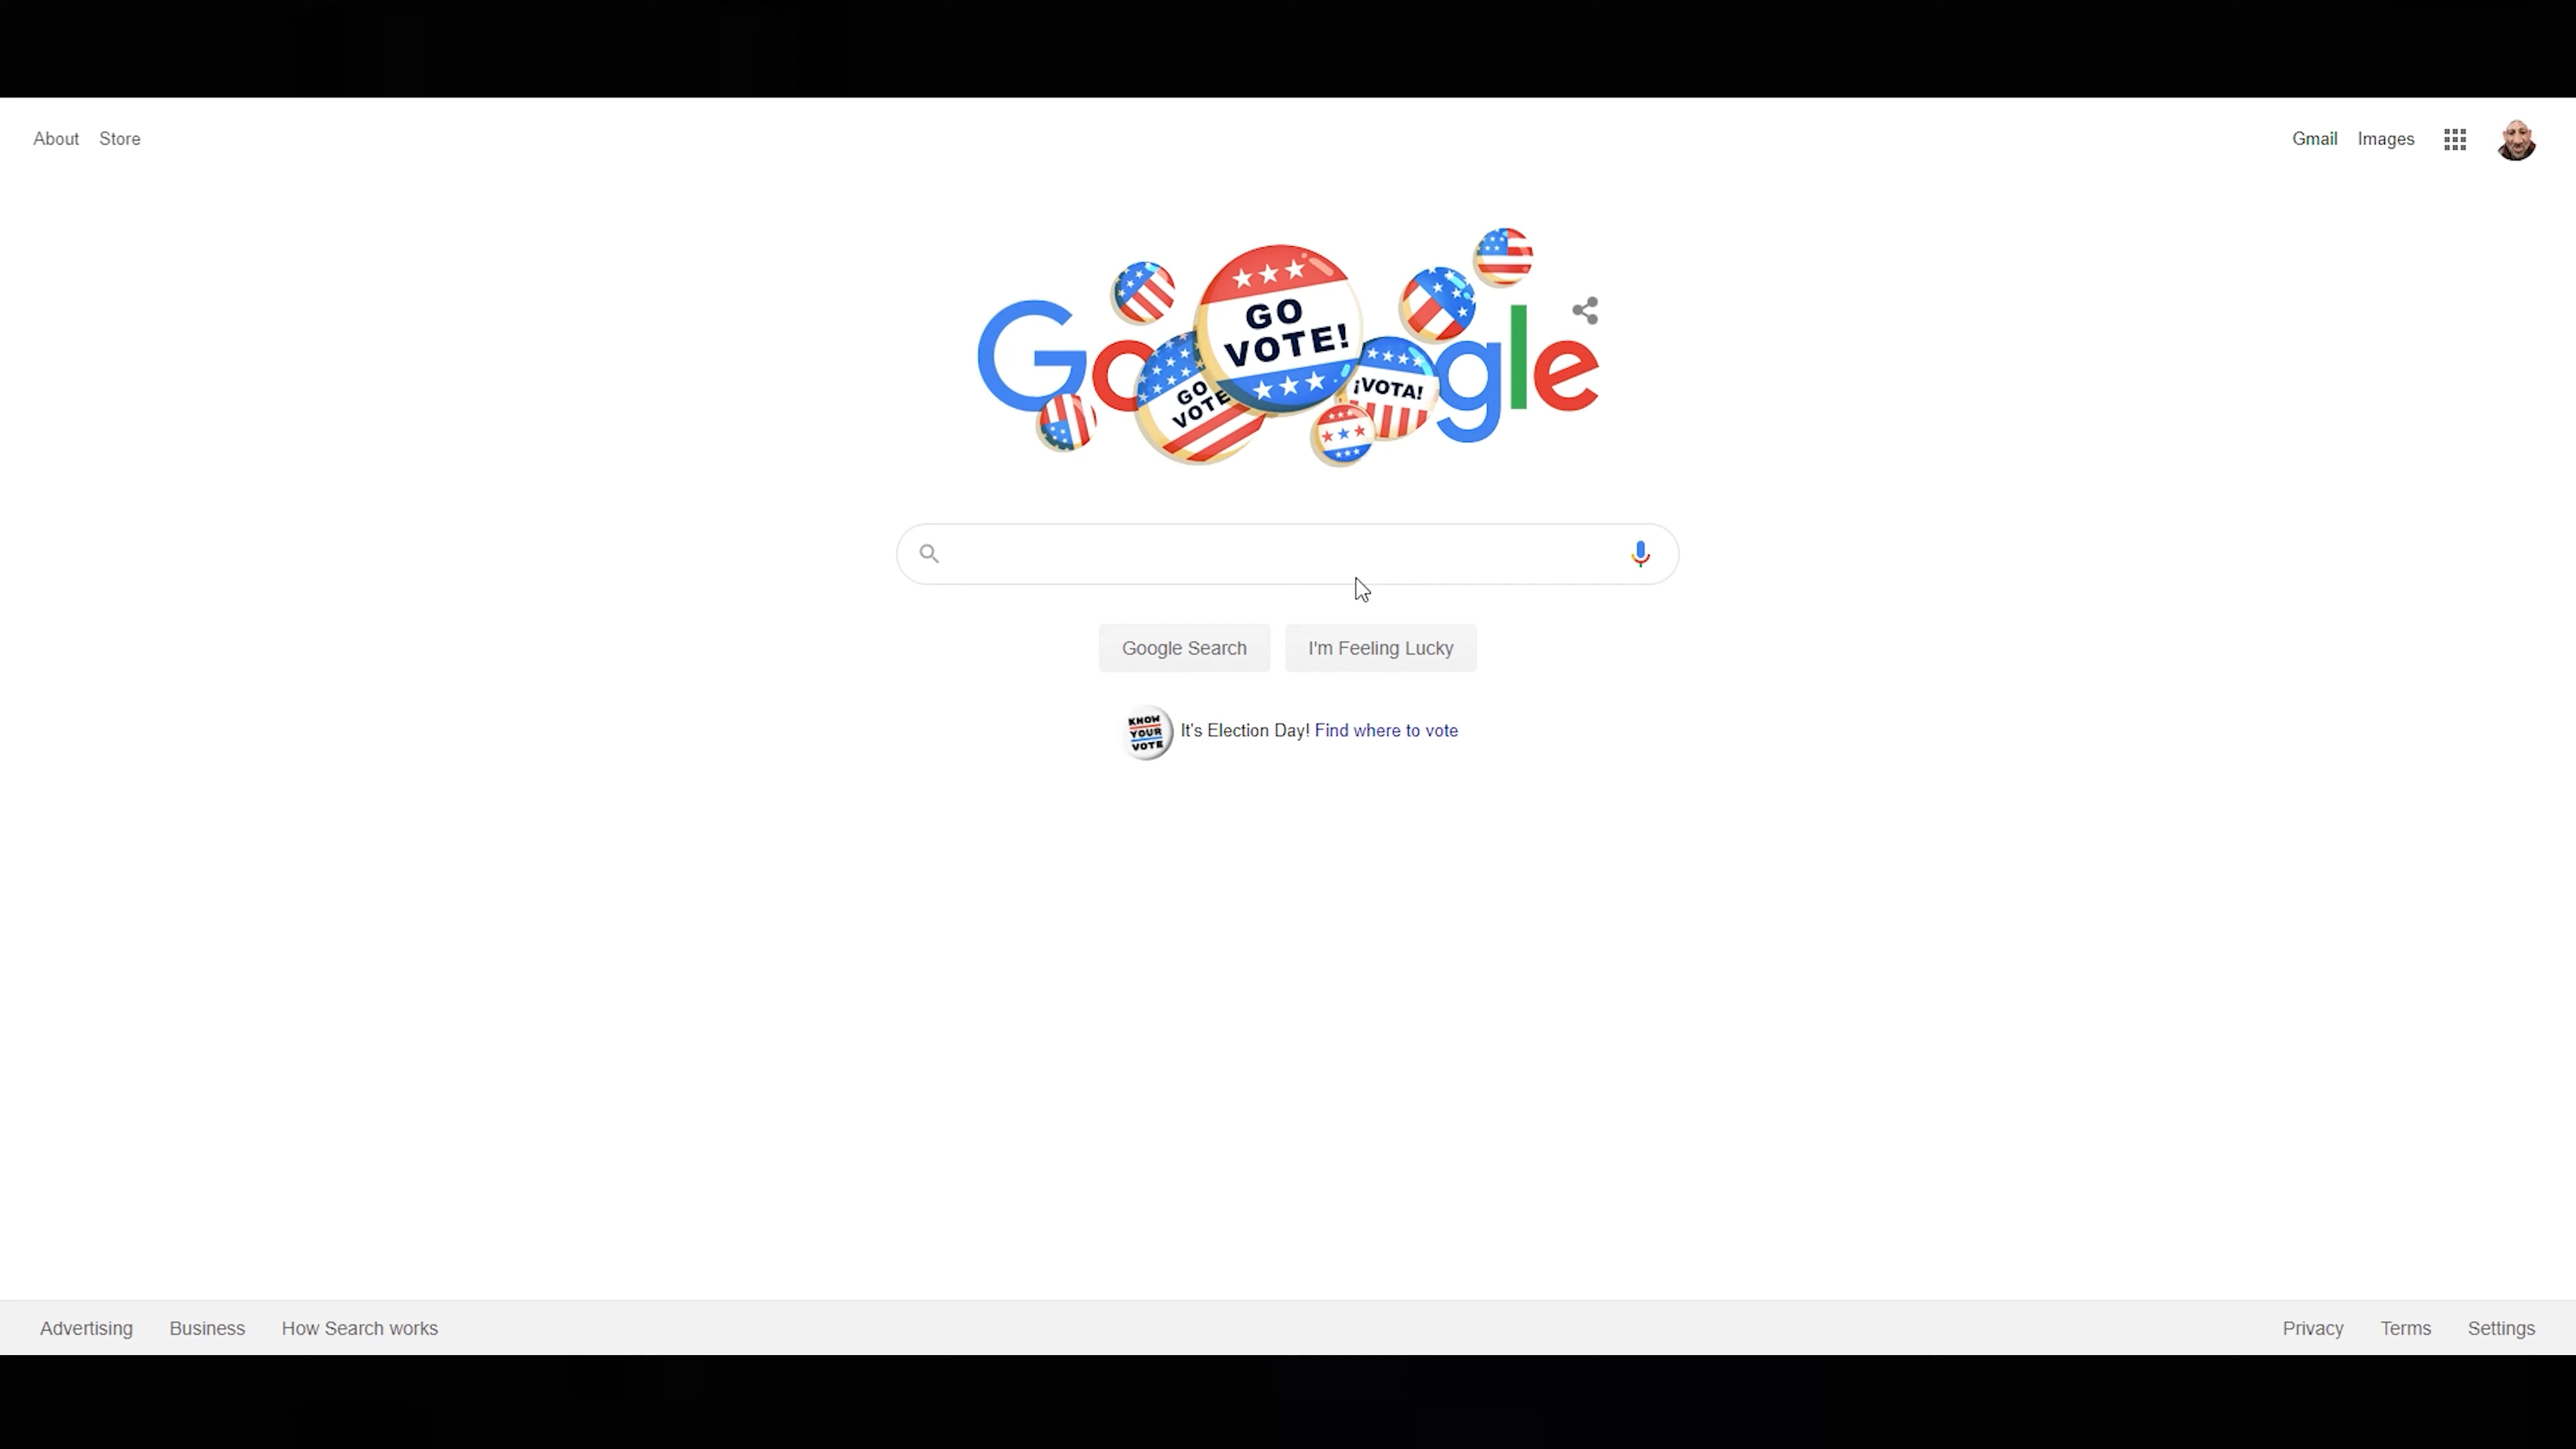 About Store
Gmail Images
Google
GO
VOTE!
GO
VOTE
¡VOTA!
Google Search
I'm Feeling Lucky
KNOW
YOUR
VOTE
It's Election Day! Find where to vote
Advertising Business How Search works
Privacy Terms Settings